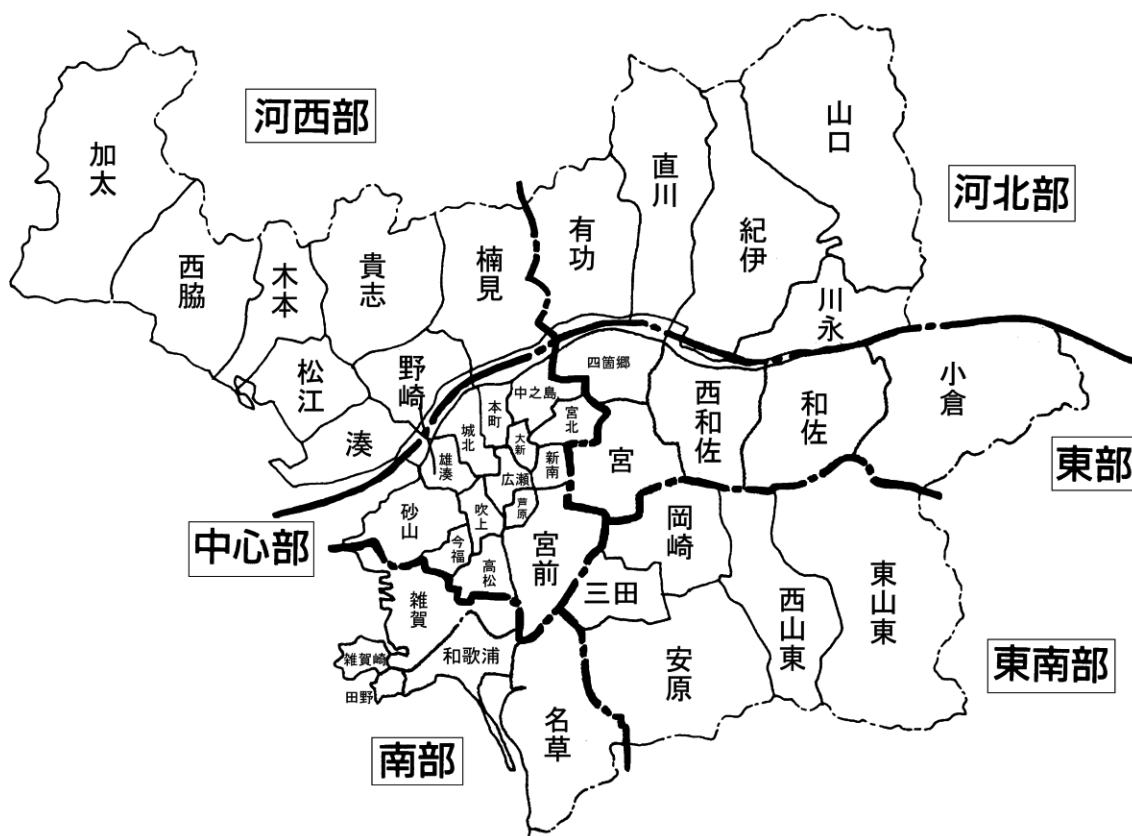 河西部
河北部
東部
中心部
東南部
南部
加太
西脇
木本
貴志
楠見
有功
直川
紀伊
山口
川永
松江
野崎
湊
四箇郷
中之島
本町
宮北
城北
大新
雄湊
広瀬
新南
宮
西和佐
和佐
小倉
砂山
吹上
芦原
今福
高松
宮前
岡崎
三田
西山東
東山東
安原
雑賀
雑賀崎
田野
和歌浦
名草